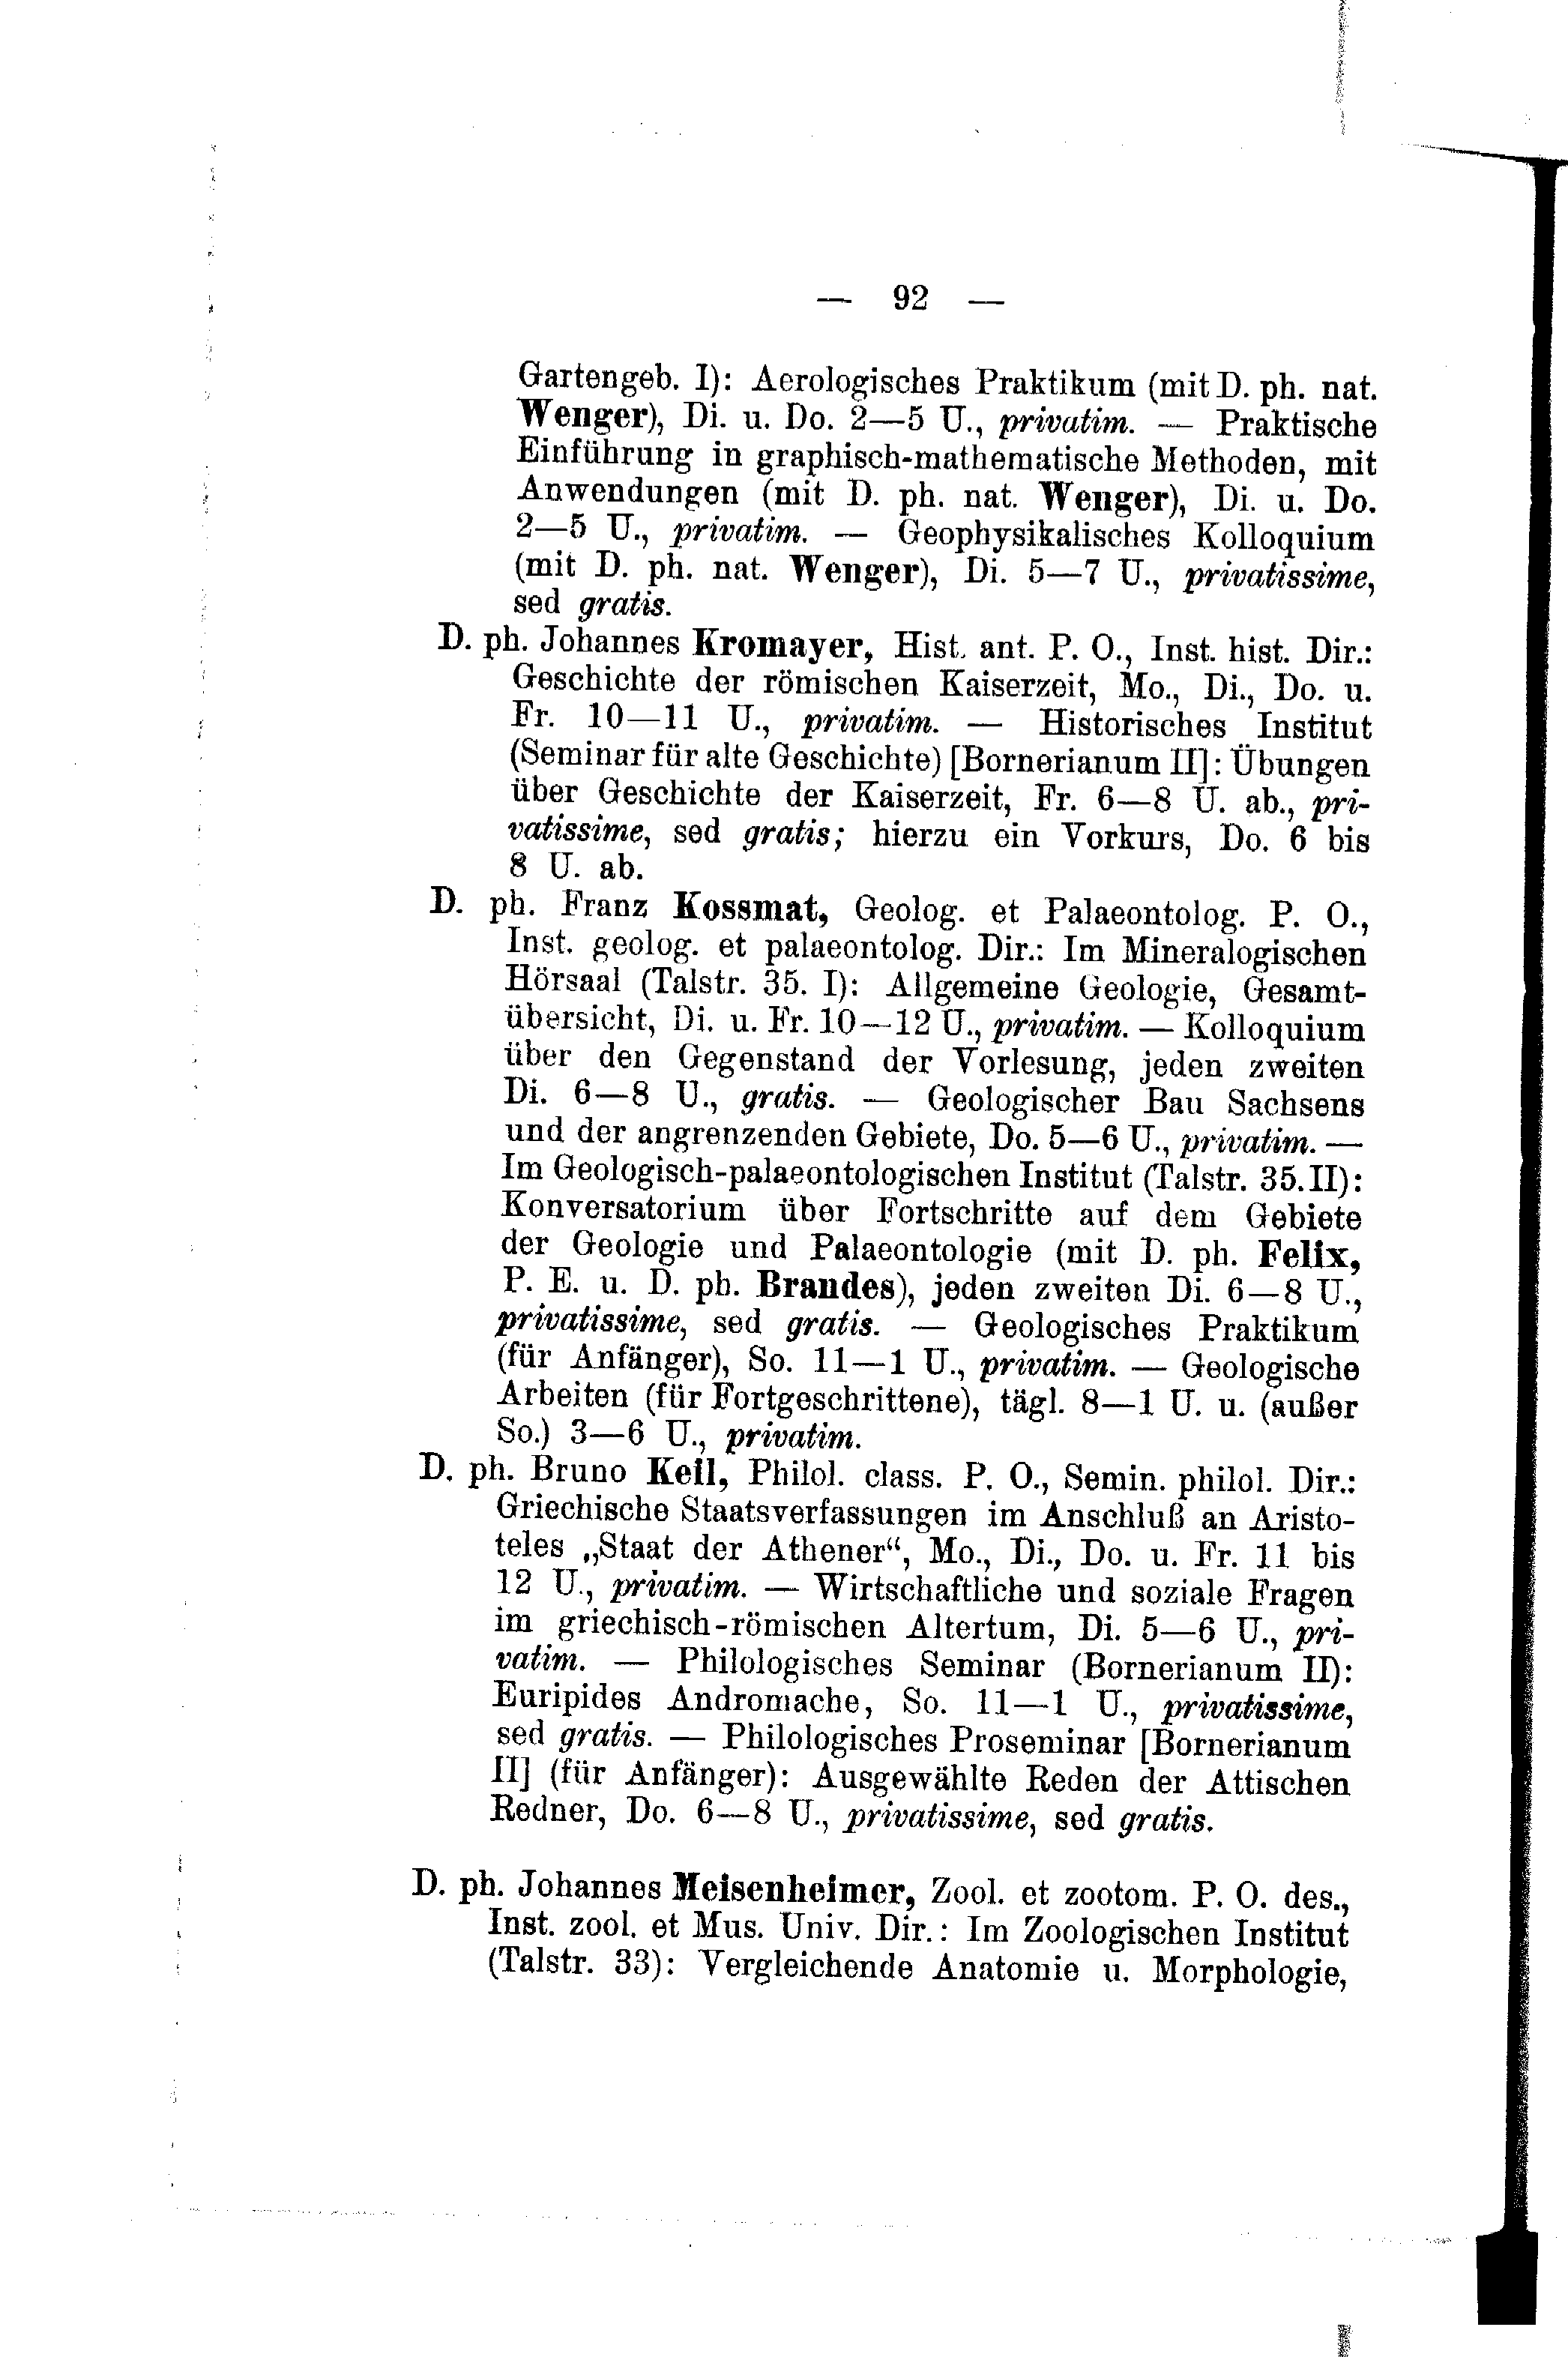 — 92 —
Gartengeb. I): Aerologisches Praktikum (mit D. ph. nat.
Wenger), Di. u. Do. 2—5 U., privatim. — Praktische
Einführung in graphisch-mathematische Methoden, mit
Anwendungen (mit D. ph. nat. Wenger), Di. u. Do.
2—5 U., privatim. — Geophysikalisches Kolloquium
(mit D. ph. nat. Wenger), Di. 5—7 U., privatissime,
sed gratis.
D. ph. Johannes Kromayer, Hist. ant. P. O., Inst. hist. Dir.:
Geschichte der römischen Kaiserzeit, Mo., Di., Do. u.
Fr. 10—11 U., privatim. — Historisches Institut
(Seminar für alte Geschichte) [Bornerianum II]: Übungen
über Geschichte der Kaiserzeit, Fr. 6—8 U. ab., pri-
vatissime, sed gratis; hierzu ein Vorkurs, Do. 6 bis
8 U. ab.
D. ph. Franz Kossmat, Geolog. et Palaeontolog. P. O.,
Inst. geolog. et palaeontolog. Dir.: Im Mineralogischen
Hörsaal (Talstr. 35. I): Allgemeine Geologie, Gesamt-
übersicht, Di. u. Fr. 10—12 U., privatim. — Kolloquium
über den Gegenstand der Vorlesung, jeden zweiten
Di. 6—8 U., gratis. — Geologischer Bau Sachsens
und der angrenzenden Gebiete, Do. 5—6 U., privatim. —
Im Geologisch-palaeontologischen Institut (Talstr. 35. II):
Konversatorium über Fortschritte auf dem Gebiete
der Geologie und Palaeontologie (mit D. ph. Felix,
P. E. u. D. ph. Brandes), jeden zweiten Di. 6—8 U.,
privatissime, sed gratis. — Geologisches Praktikum
(für Anfänger), So. 11—1 U., privatim. — Geologische
Arbeiten (für Fortgeschrittene), tägl. 8—1 U. u. (außer
So.) 3—6 U., privatim.
D. ph. Bruno Keil, Philol. class. P. O., Semin. philol. Dir.:
Griechische Staatsverfassungen im Anschluß an Aristo-
teles „Staat der Athener“, Mo., Di., Do. u. Fr. 11 bis
12 U., privatim. — Wirtschaftliche und soziale Fragen
im griechisch-römischen Altertum, Di. 5—6 U., pri-
vatim. — Philologisches Seminar (Bornerianum II):
Euripides Andromache, So. 11—1 U., privatissime,
sed gratis. — Philologisches Proseminar [Bornerianum
II] (für Anfänger): Ausgewählte Reden der Attischen
Redner, Do. 6—8 U., privatissime, sed gratis.
D. ph. Johannes Meisenheimer, Zool. et zootom. P. O. des.,
Inst. zool. et Mus. Univ. Dir.: Im Zoologischen Institut
(Talstr. 33): Vergleichende Anatomie u. Morphologie,